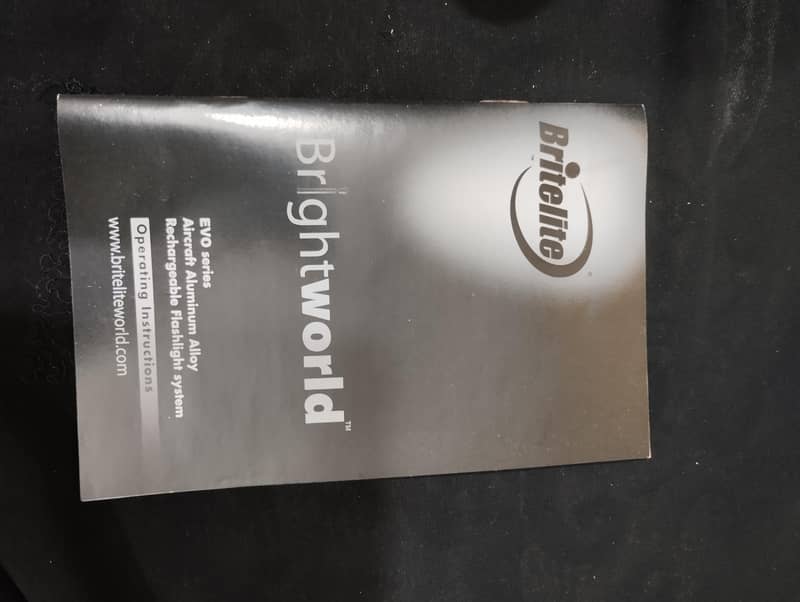 Britelite®
Brightworld™
EVO series
Aircraft Aluminum Alloy
Rechargeable Flashlight system
Operating Instructions
www.briteliteworld.com